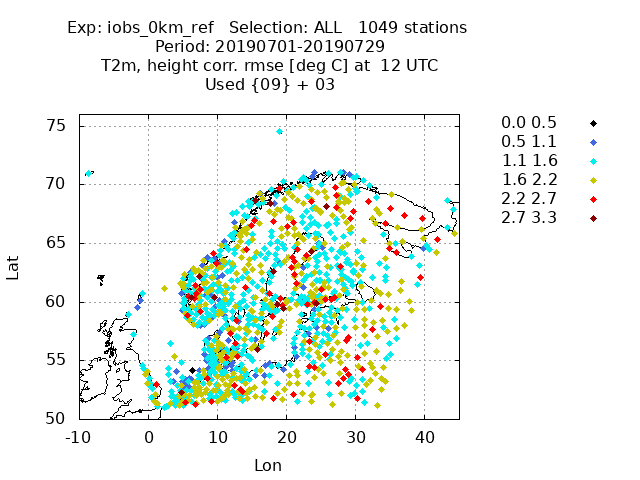 Exp: iobs_0km_ref   Selection: ALL   1049 stations
Period: 20190701-20190729
T2m, height corr. rmse [deg C] at  12 UTC
Used {09} + 03
0.0 0.5
0.5 1.1
1.1 1.6
1.6 2.2
2.2 2.7
2.7 3.3
75
70
65
60
55
50
Lat
-10 0 10 20 30 40
Lon